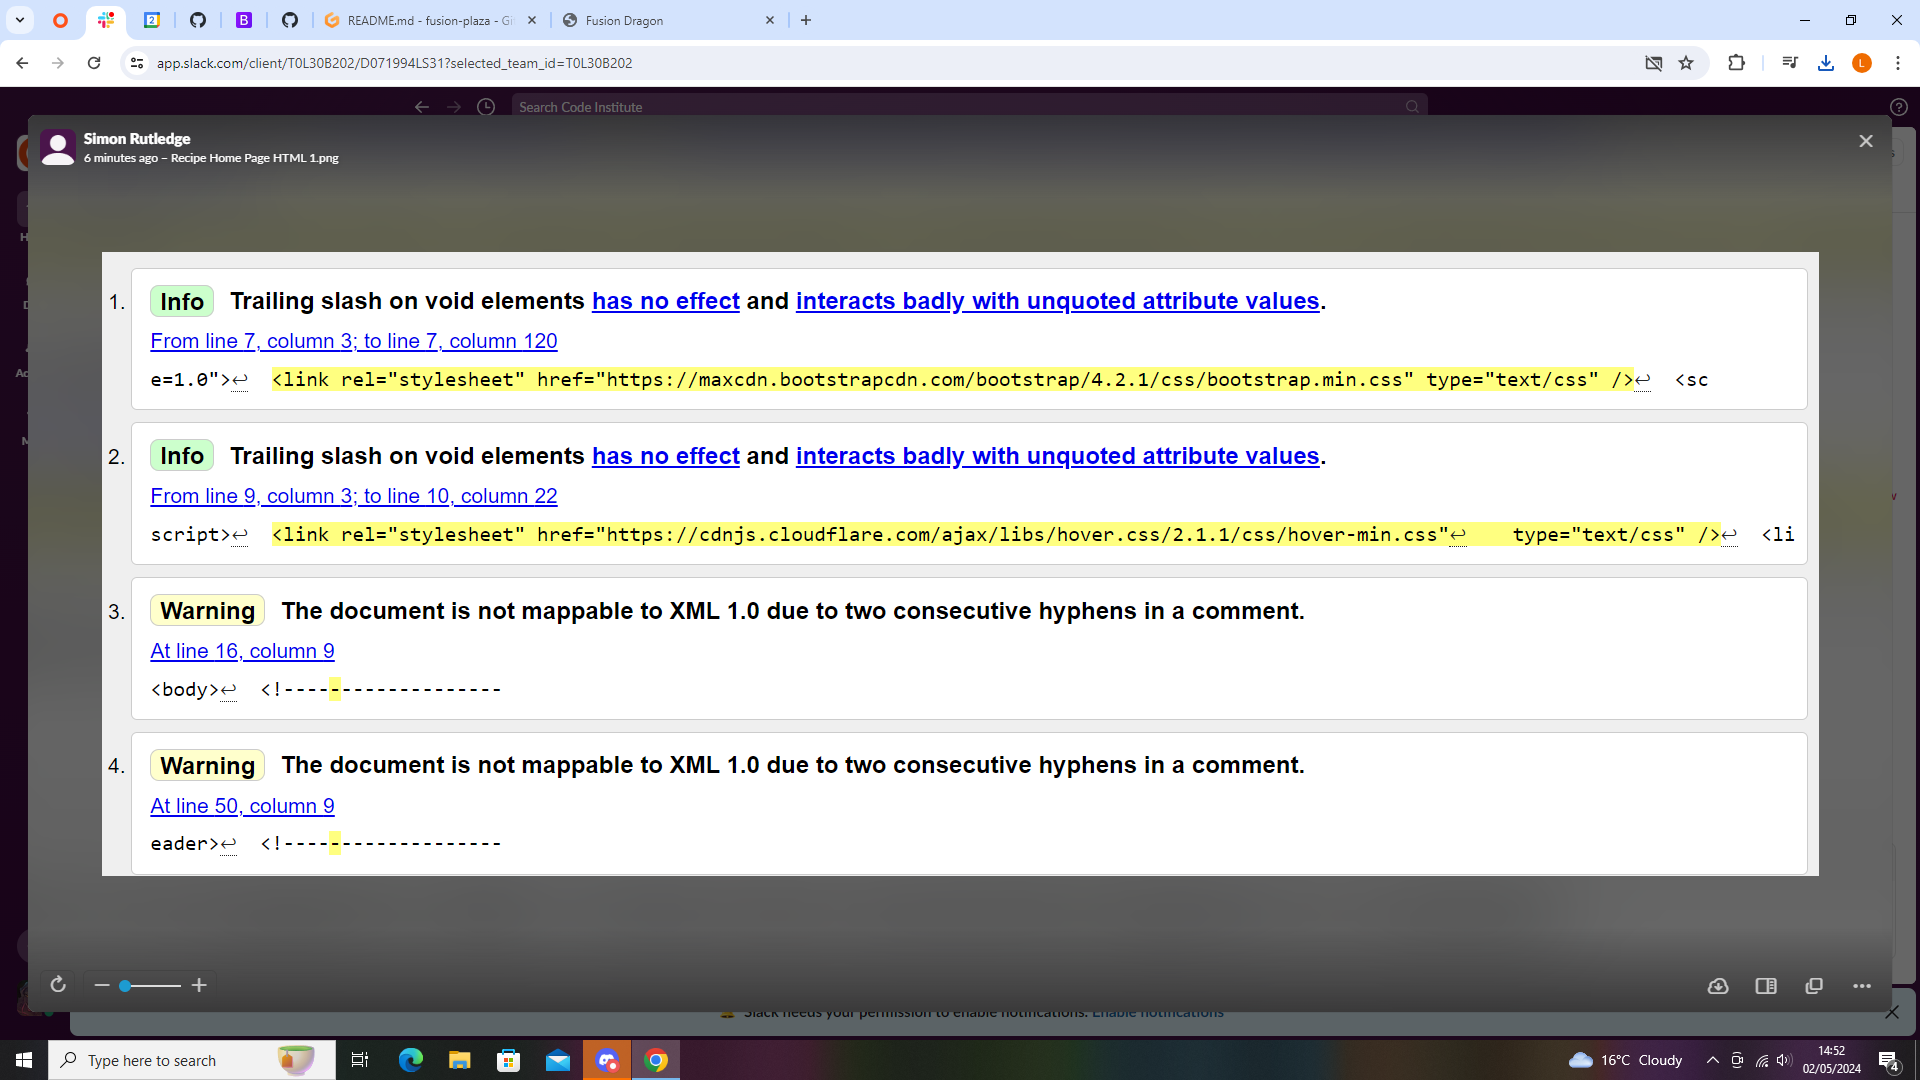 README.md - fusion-plaza - Gi
Fusion Dragon
app.slack.com/client/T0L30B202/D071994LS31?selected_team_id=T0L30B202
L
Search Code Institute
Simon Rutledge
6 minutes ago – Recipe Home Page HTML 1.png
1. Info Trailing slash on void elements has no effect and interacts badly with unquoted attribute values.
From line 7, column 3; to line 7, column 120
e=1.0">↩ <link rel="stylesheet" href="https://maxcdn.bootstrapcdn.com/bootstrap/4.2.1/css/bootstrap.min.css" type="text/css" />↩ <sc
2. Info Trailing slash on void elements has no effect and interacts badly with unquoted attribute values.
From line 9, column 3; to line 10, column 22
script>↩ <link rel="stylesheet" href="https://cdnjs.cloudflare.com/ajax/libs/hover.css/2.1.1/css/hover-min.css"↩ type="text/css" />↩ <li
3. Warning The document is not mappable to XML 1.0 due to two consecutive hyphens in a comment.
At line 16, column 9
<body>↩ <!-------------------
4. Warning The document is not mappable to XML 1.0 due to two consecutive hyphens in a comment.
At line 50, column 9
eader>↩ <!-------------------
Slack needs your permission to enable notifications. Enable notifications
Type here to search
16°C Cloudy
14:52
02/05/2024
4